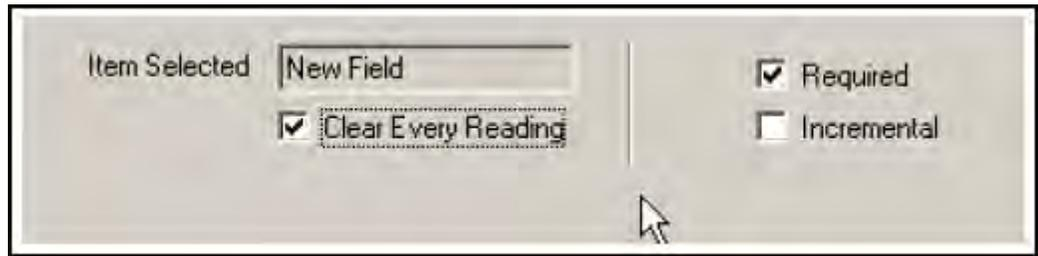 Item Selected New Field
Clear Every Reading
Required
Incremental